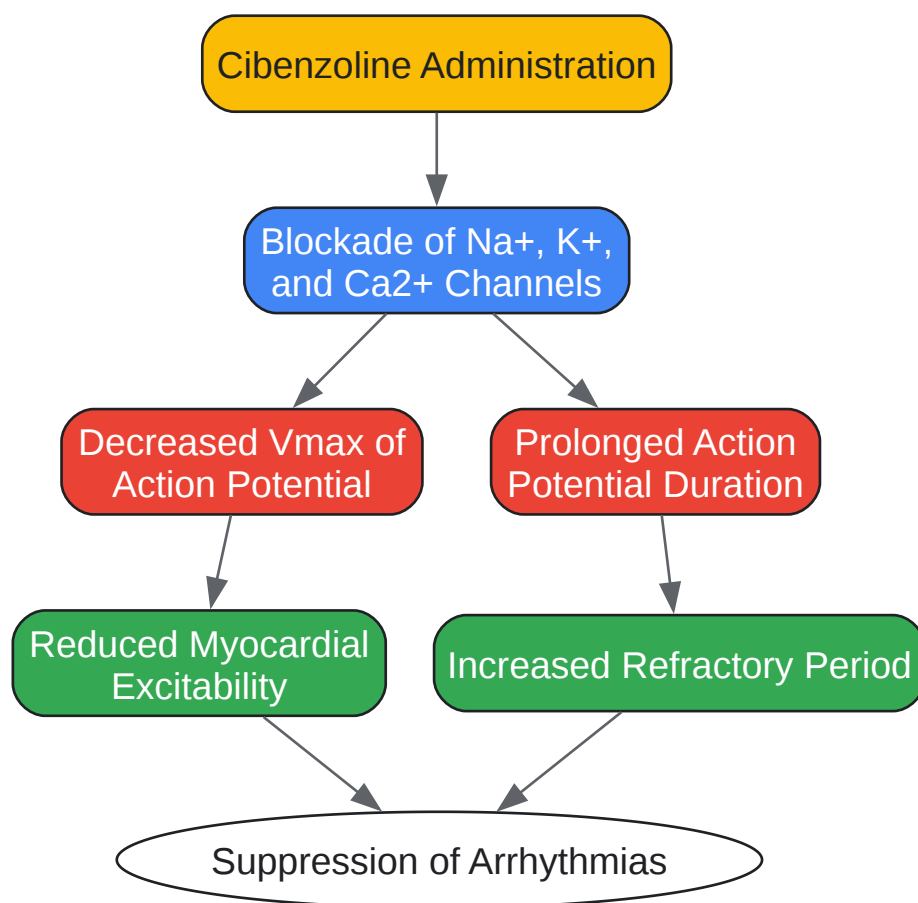 Cibenzoline Administration
Blockade of Na+, K+,
and Ca2+ Channels
Decreased Vmax of
Action Potential
Prolonged Action
Potential Duration
Reduced Myocardial
Excitability
Increased Refractory Period
Suppression of Arrhythmias